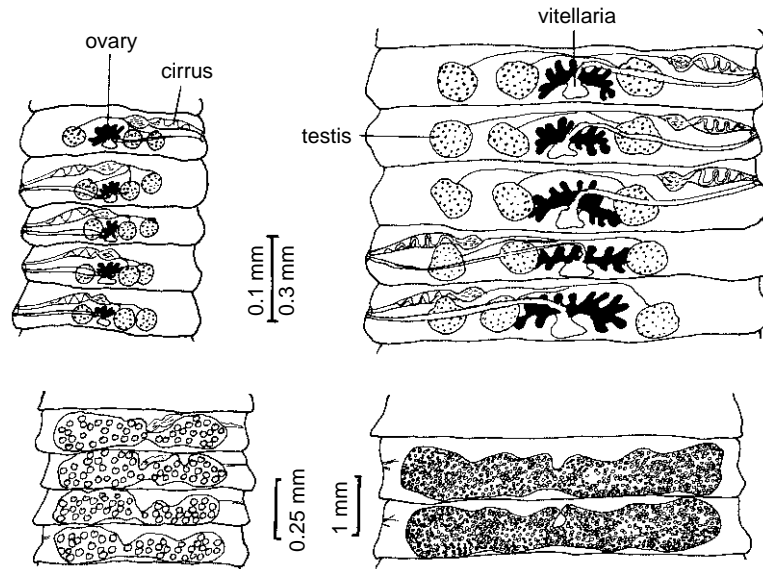 ovary
cirrus
vitellaria
testis
0.1 mm
0.3 mm
0.25 mm
1 mm